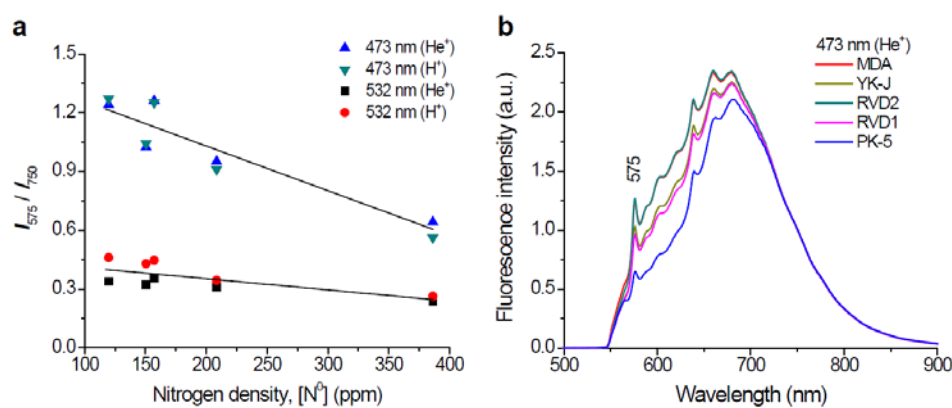 a
1.5
1.2
0.9
0.6
0.3
0.0
I575 / I750
100
150
200
250
300
350
400
Nitrogen density, [N⁰] (ppm)
473 nm (He⁺)
473 nm (H⁺)
532 nm (He⁺)
532 nm (H⁺)
b
2.5
2.0
1.5
1.0
0.5
0.0
Fluorescence intensity (a.u.)
500
600
700
800
900
Wavelength (nm)
575
473 nm (He⁺)
MDA
YK-J
RVD2
RVD1
PK-5